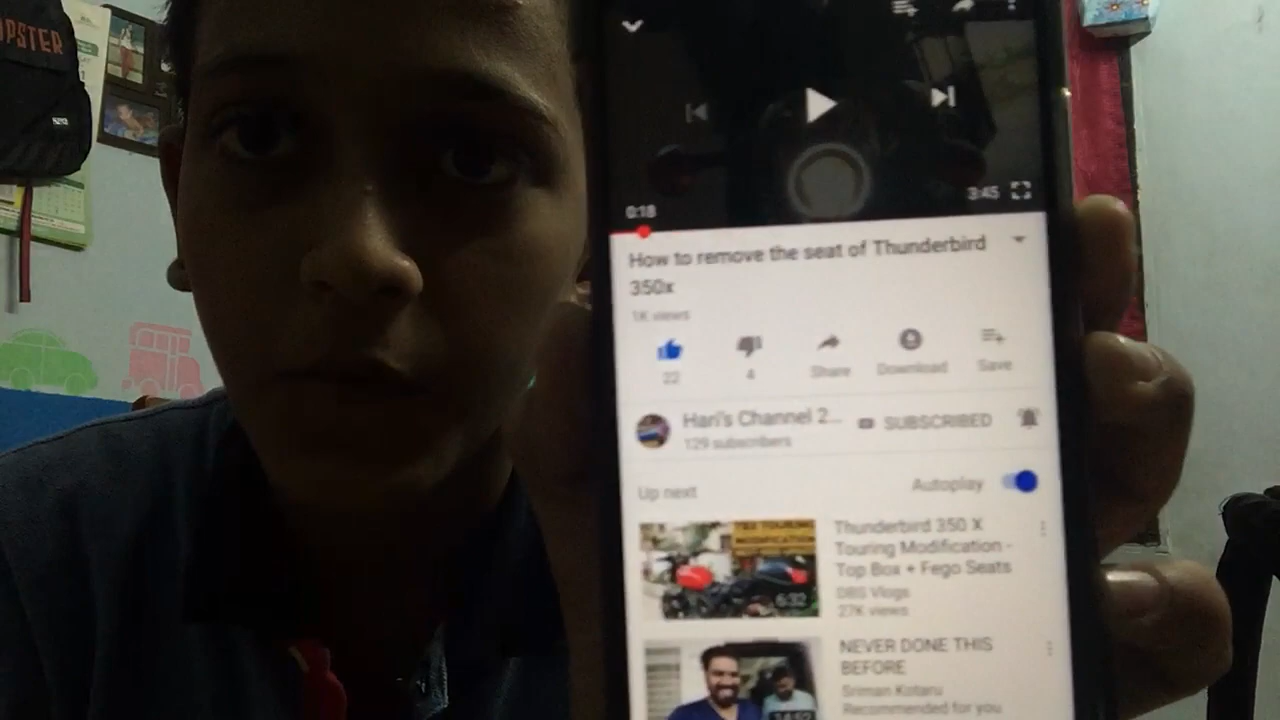 PSTER
0:18
3:45
How to remove the seat of Thunderbird
350x
1K views
22
4
Share
Download
Save
Hari's Channel 2...
SUBSCRIBED
129 subscribers
Up next
Autoplay
Thunderbird 350 X
Touring Modification -
Top Box + Fego Seats
DBS Vlogs
27K views
6:32
NEVER DONE THIS
BEFORE
Sriman Kotaru
Recommended for you
14:52